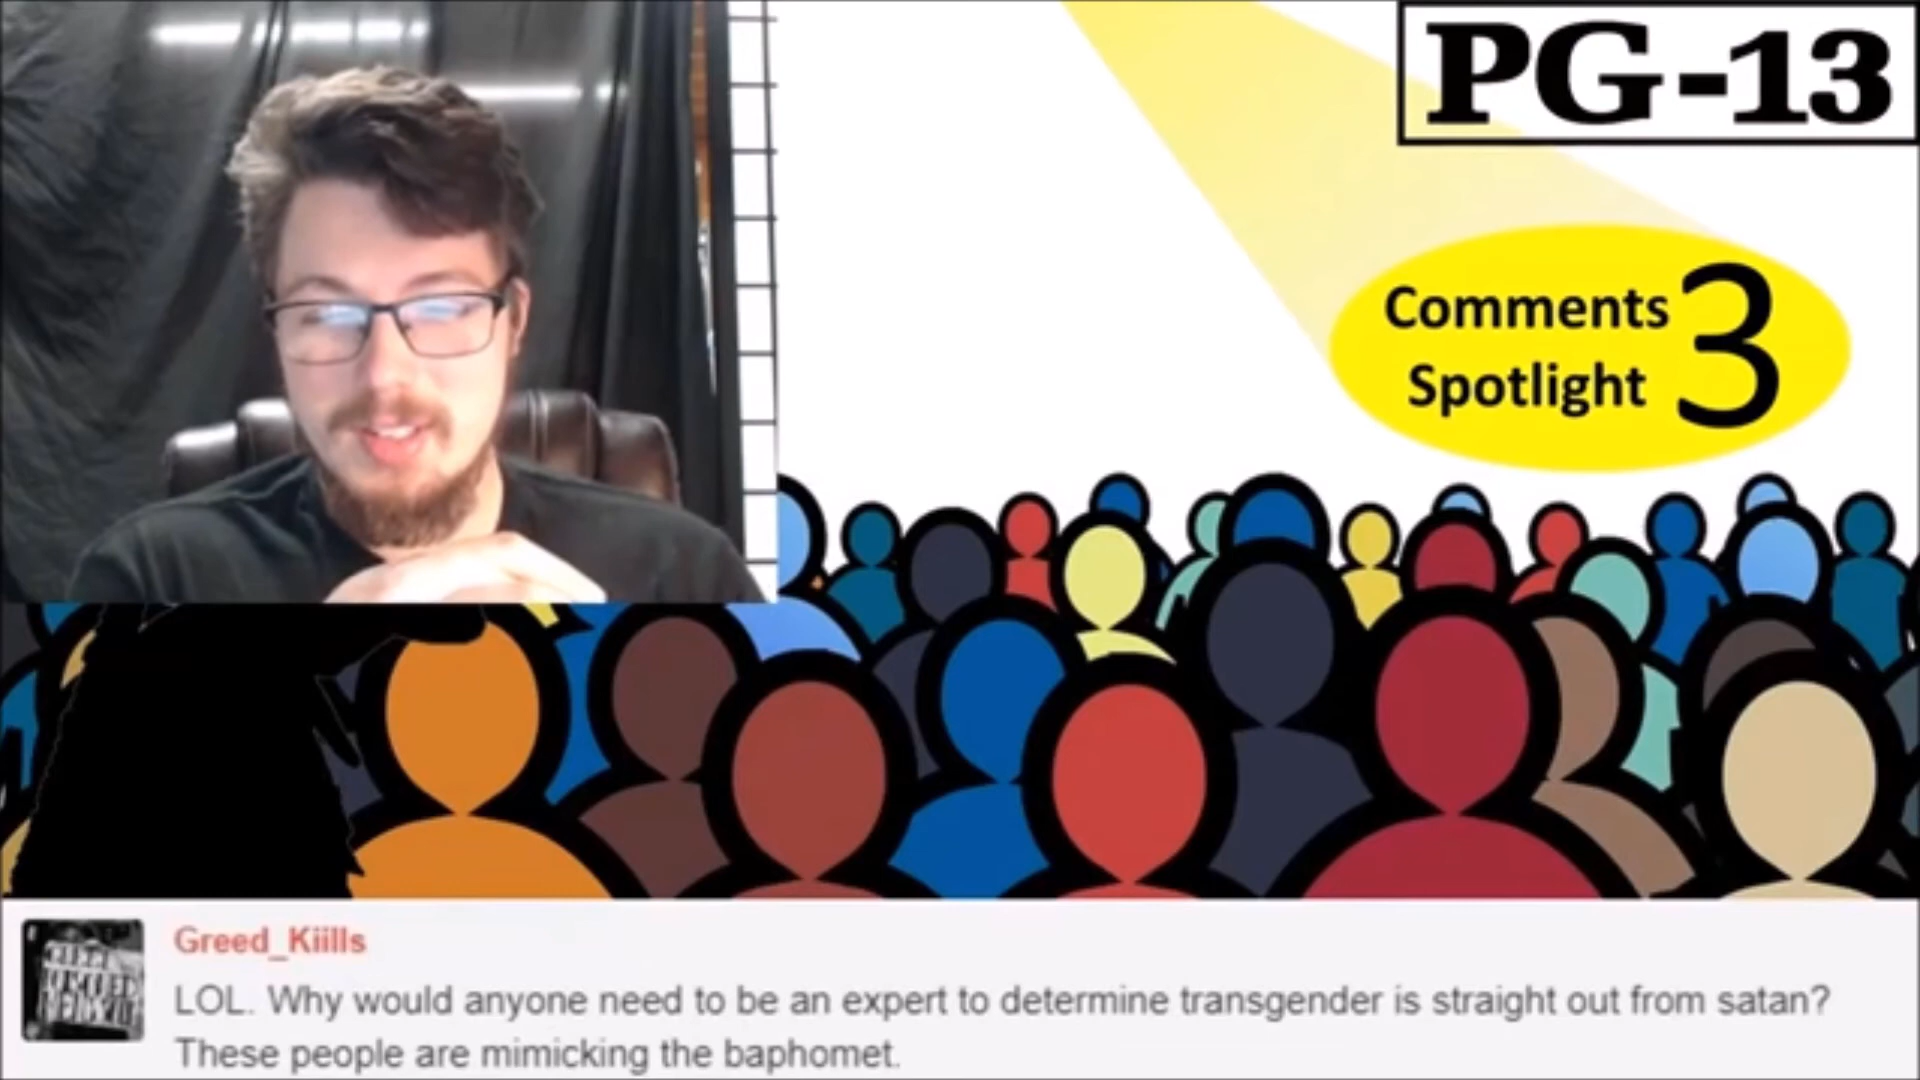 PG-13
Comments
Spotlight 3
Greed_Kiills
LOL. Why would anyone need to be an expert to determine transgender is straight out from satan?
These people are mimicking the baphomet.